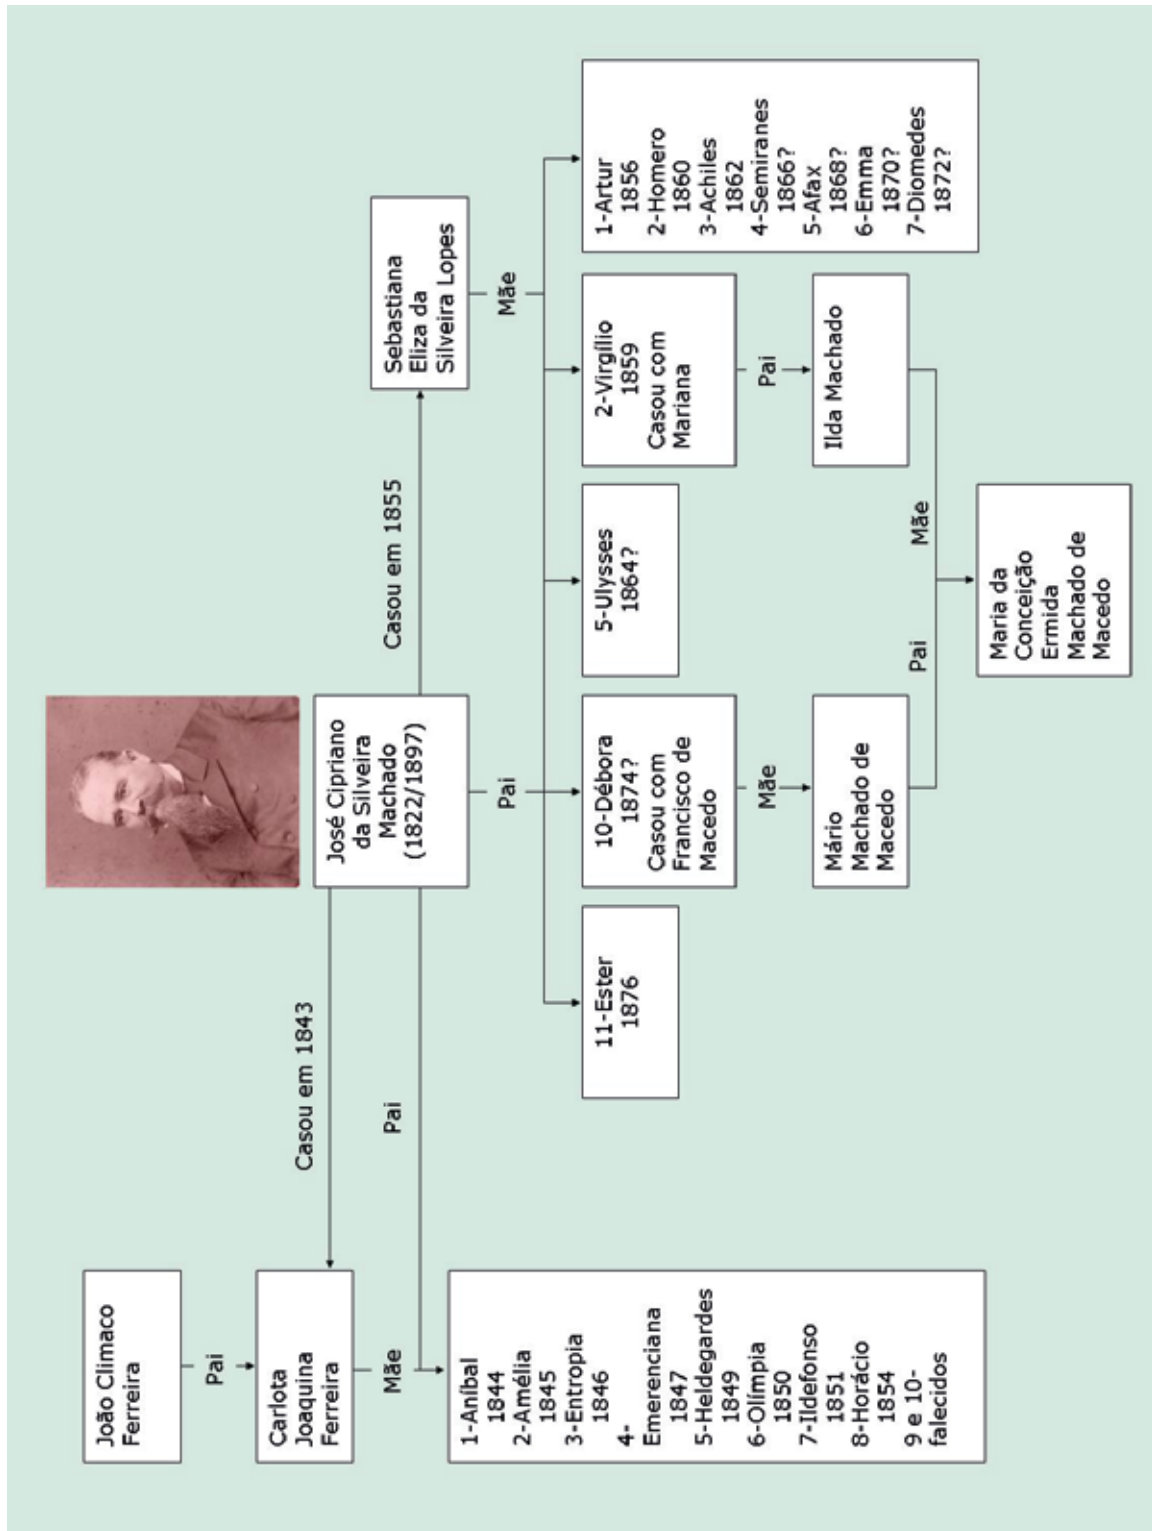 João Climaco
Ferreira
Pai
Carlota
Joaquina
Ferreira
Mãe
1-Aníbal
1844
2-Amélia
1845
3-Entropia
1846
4-
Emerenciana
1847
5-Heldegardes
1849
6-Olímpia
1850
7-Ildefonso
1851
8-Horácio
1854
9 e 10-
falecidos
Casou em 1843
Pai
José Cipriano
da Silveira
Machado
(1822/1897)
Casou em 1855
Sebastiana
Eliza da
Silveira Lopes
Pai
Mãe
11-Ester
1876
10-Débora
1874?
Casou com
Francisco de
Macedo
5-Ulysses
1864?
2-Virgílio
1859
Casou com
Mariana
1-Artur
1856
2-Homero
1860
3-Achiles
1862
4-Semiranes
1866?
5-Afax
1868?
6-Emma
1870?
7-Diomedes
1872?
Mãe
Pai
Mário
Machado de
Macedo
Ilda Machado
Pai
Mãe
Maria da
Conceição
Ermida
Machado de
Macedo